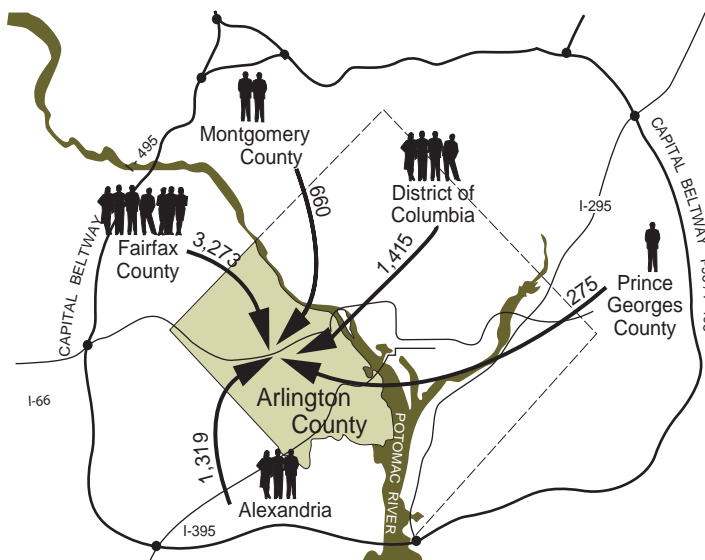 495
Montgomery
County
660
District of
Columbia
1,415
CAPITAL BELTWAY
I-295
Fairfax
County
3,273
CAPITAL BELTWAY
275
Prince
Georges
County
I-66
Arlington
County
1,319
POTOMAC RIVER
Alexandria
I-395